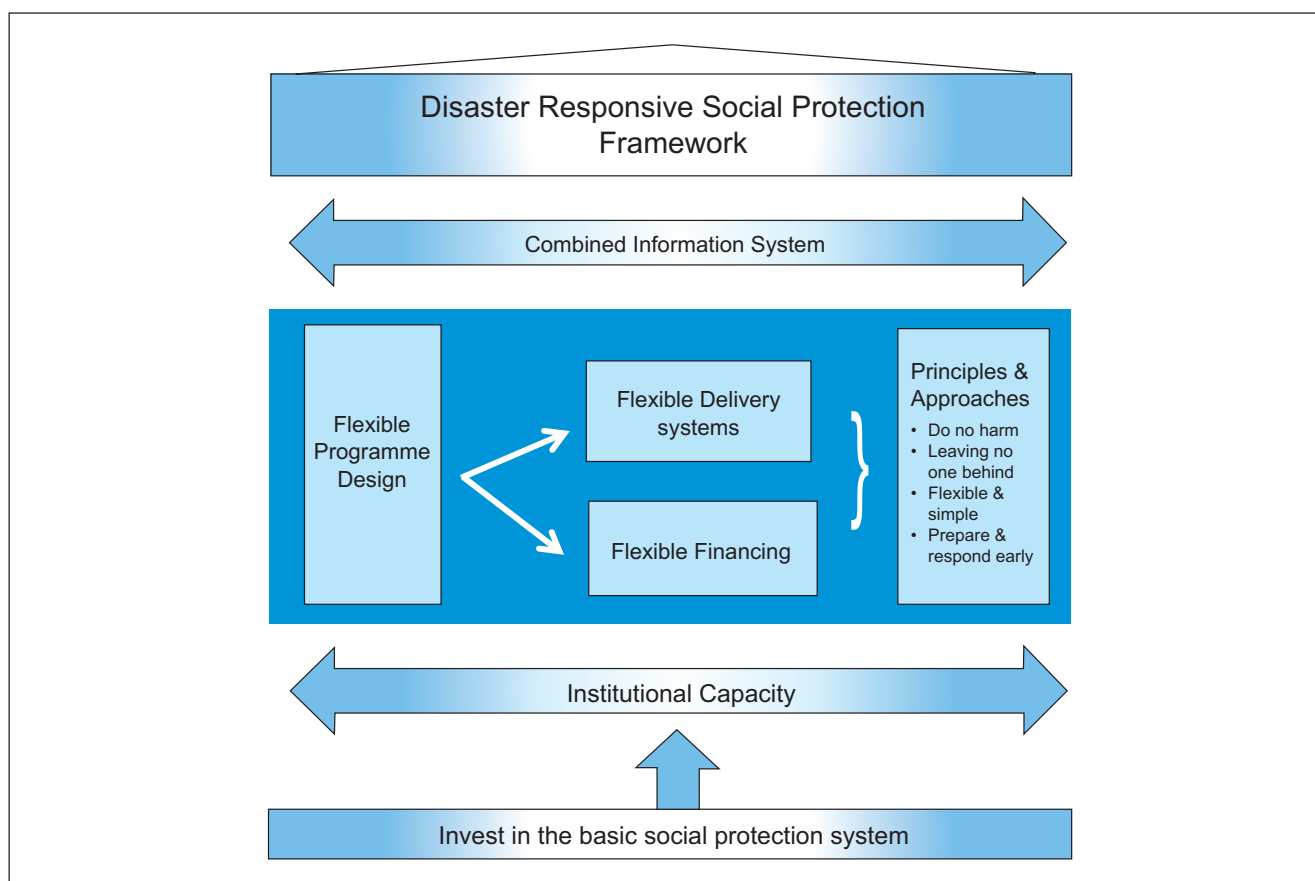 Disaster Responsive Social Protection
Framework
Combined Information System
Flexible
Programme
Design
Flexible Delivery
systems
Flexible Financing
Principles &
Approaches
• Do no harm
• Leaving no
one behind
• Flexible &
simple
• Prepare &
respond early
Institutional Capacity
Invest in the basic social protection system